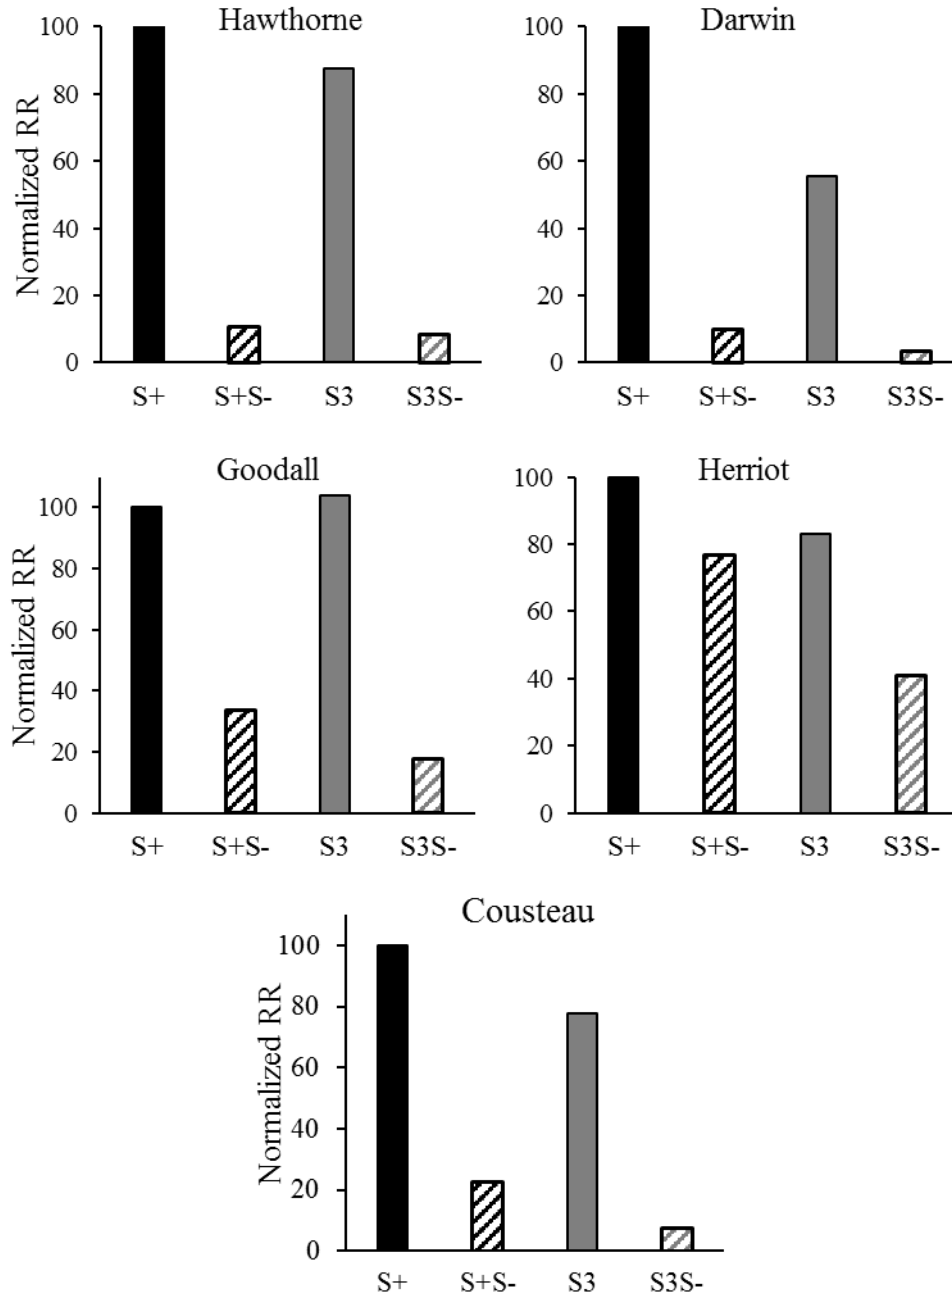 Hawthorne
Normalized RR
100
80
60
40
20
0
S+ S+S- S3 S3S-
Darwin
100
80
60
40
20
0
S+ S+S- S3 S3S-
Goodall
Normalized RR
100
80
60
40
20
0
S+ S+S- S3 S3S-
Herriot
100
80
60
40
20
0
S+ S+S- S3 S3S-
Cousteau
Normalized RR
100
80
60
40
20
0
S+ S+S- S3 S3S-